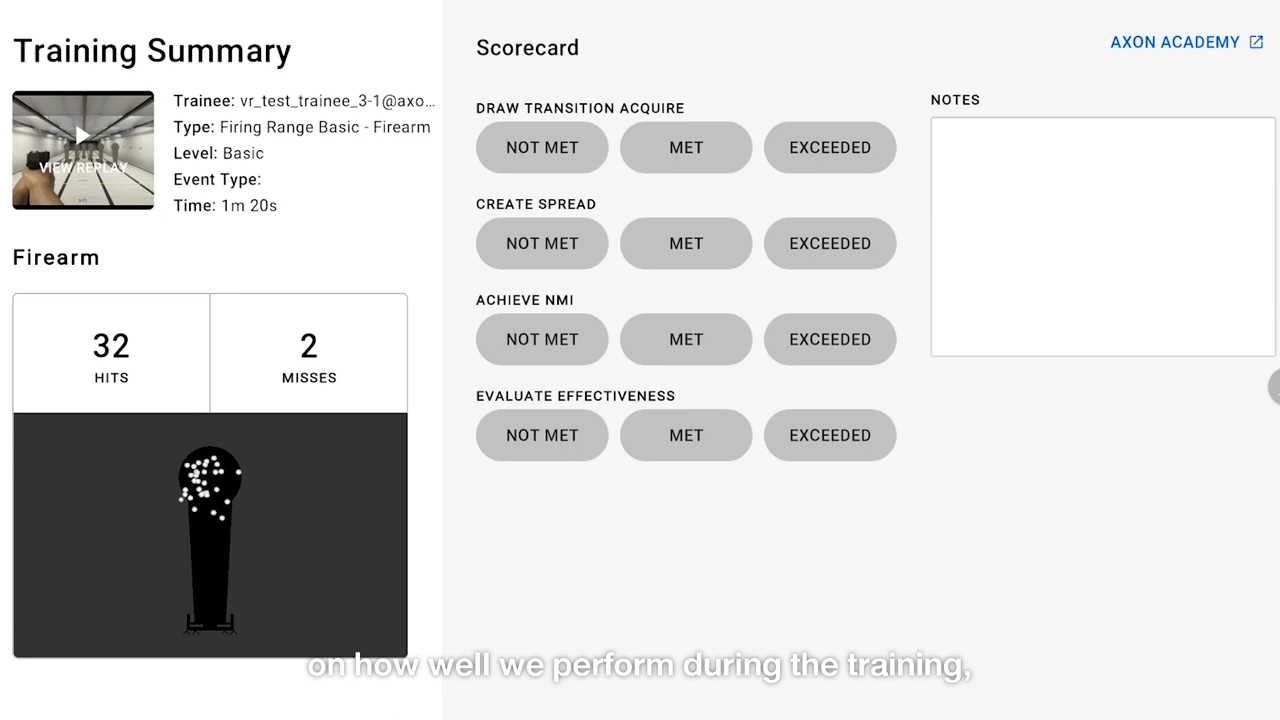 Training Summary
VIEW REPLAY
Trainee: vr_test_trainee_3-1@axo...
Type: Firing Range Basic - Firearm
Level: Basic
Event Type:
Time: 1m 20s
Firearm
32
HITS
2
MISSES
Scorecard
AXON ACADEMY
DRAW TRANSITION ACQUIRE
NOT MET
MET
EXCEEDED
CREATE SPREAD
NOT MET
MET
EXCEEDED
ACHIEVE NMI
NOT MET
MET
EXCEEDED
EVALUATE EFFECTIVENESS
NOT MET
MET
EXCEEDED
NOTES
on how well we perform during the training,